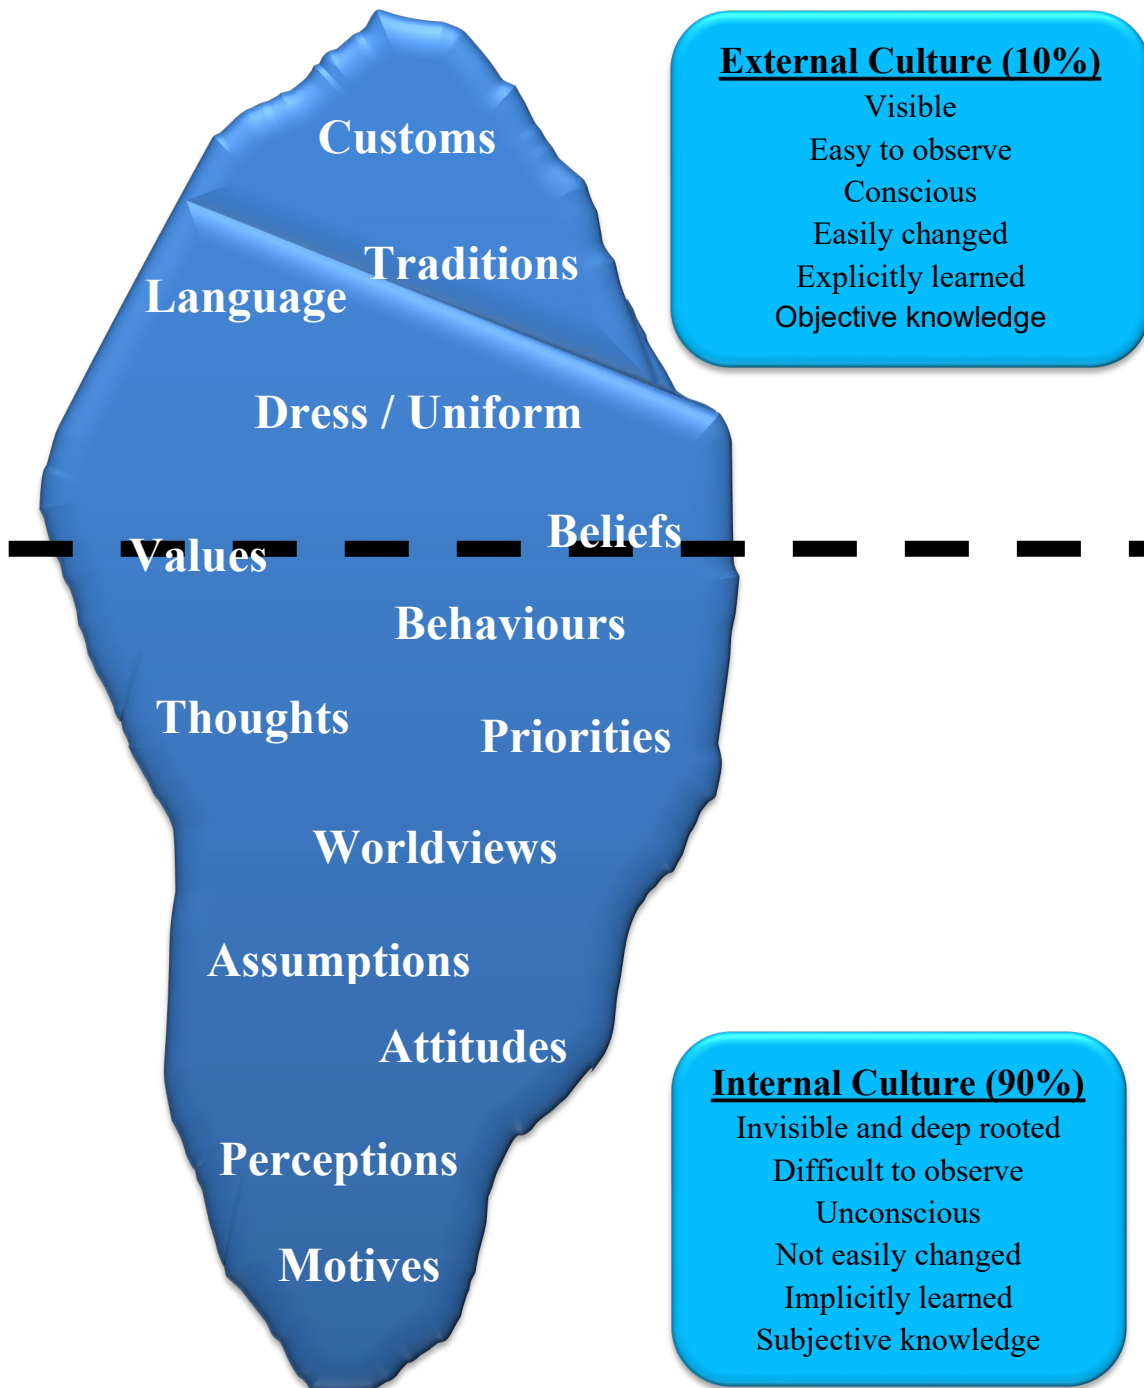 External Culture (10%)
Visible
Easy to observe
Conscious
Easily changed
Explicitly learned
Objective knowledge
Customs
Traditions
Language
Dress / Uniform
Beliefs
Values
Behaviours
Thoughts
Priorities
Worldviews
Assumptions
Attitudes
Perceptions
Motives
Internal Culture (90%)
Invisible and deep rooted
Difficult to observe
Unconscious
Not easily changed
Implicitly learned
Subjective knowledge